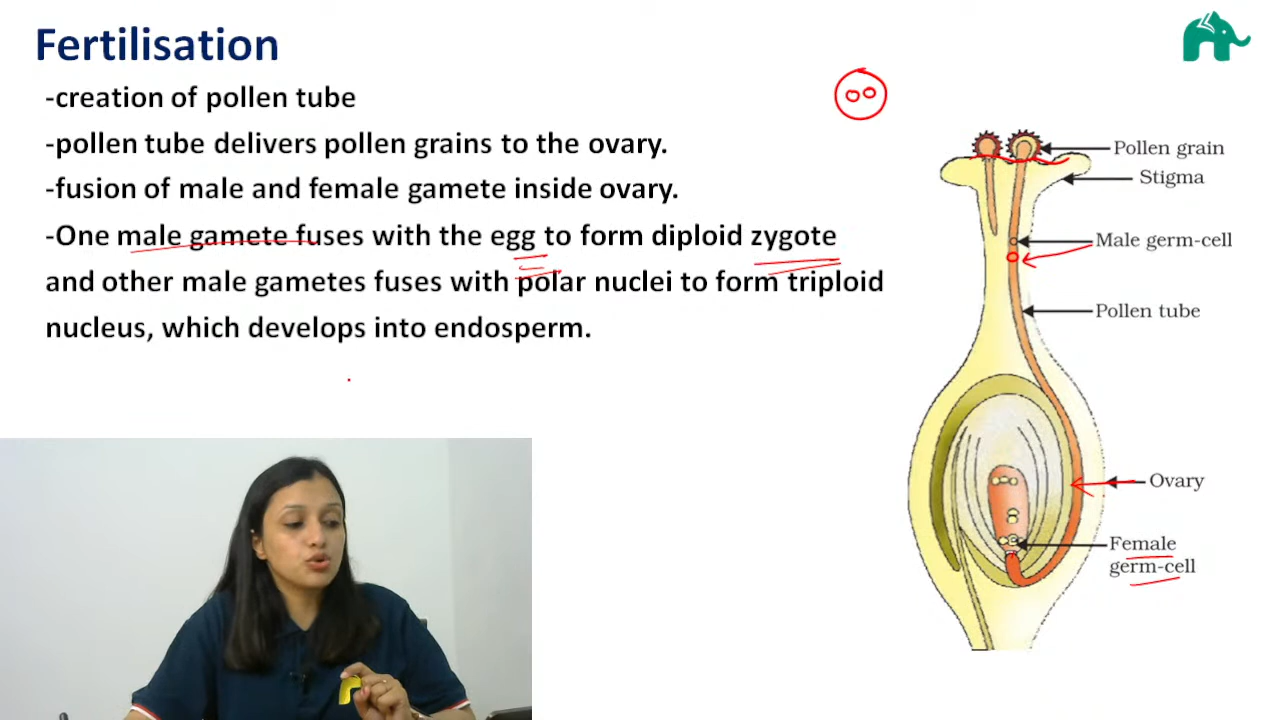 Fertilisation
-creation of pollen tube
-pollen tube delivers pollen grains to the ovary.
-fusion of male and female gamete inside ovary.
-One male gamete fuses with the egg to form diploid zygote
and other male gametes fuses with polar nuclei to form triploid
nucleus, which develops into endosperm.
Pollen grain
Stigma
Male germ-cell
Pollen tube
Ovary
Female
germ-cell